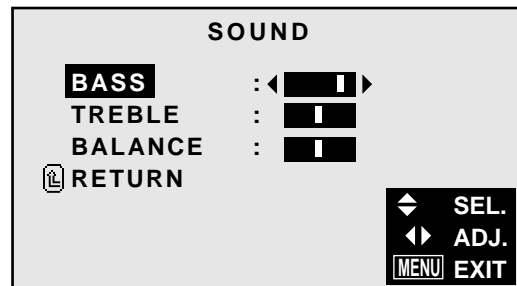 SOUND
BASS :
TREBLE :
BALANCE :
RETURN
SEL.
ADJ.
MENU EXIT